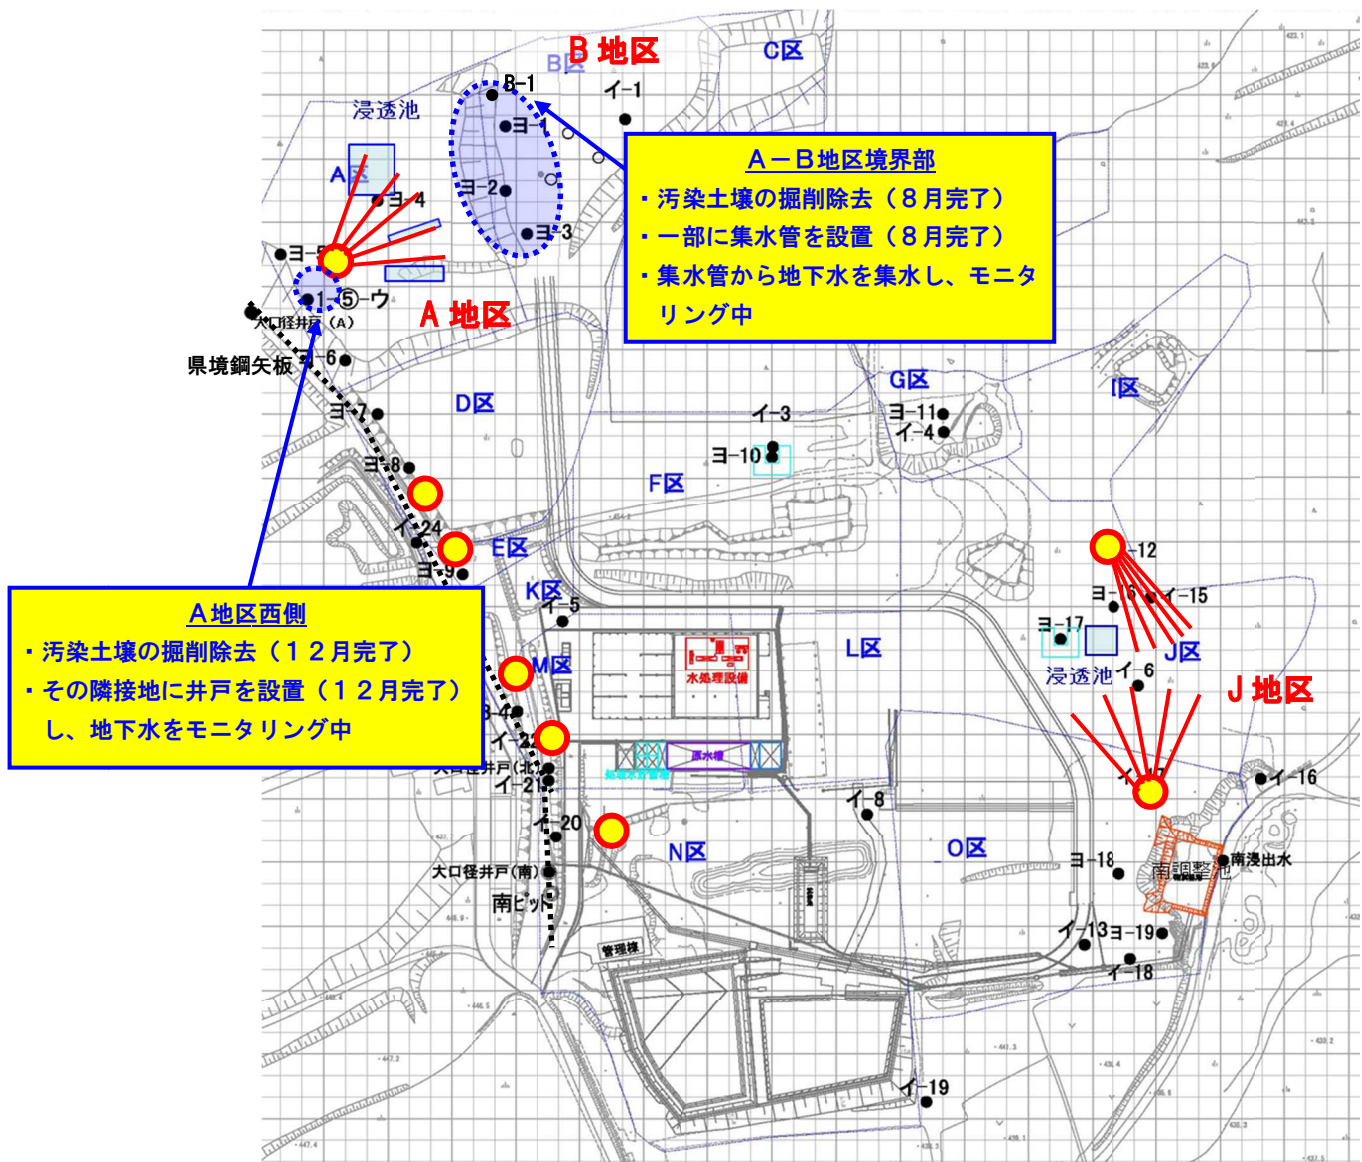 B 地区
B区
C区
B-1
イ-1
浸透池
ヨ-1
A区
ヨ-2
ヨ-4
ヨ-3
A－B地区境界部
・汚染土壌の掘削除去（８月完了）
・一部に集水管を設置（８月完了）
・集水管から地下水を集水し、モニタ
リング中
ヨ-5
1-⑤-ウ
A 地区
大口径井戸（A）
県境鋼矢板
ヨ-6
G区
D区
ヨ-7
イ-3
ヨ-11
イ-4
ヨ-10
ヨ-8
F区
イ-24
E区
-12
ヨ-9
K区
イ-5
イ-15
A地区西側
・汚染土壌の掘削除去（１２月完了）
・その隣接地に井戸を設置（１２月完了）
し、地下水をモニタリング中
ヨ-17
L区
J区
M区
水処理設備
浸透池
イ-6
J 地区
原水槽
イ-21
イ-16
イ-8
イ-20
N区
O区
ヨ-18
南調整池
南浸出水
大口径井戸(南)
南ピット
管理棟
イ-13
ヨ-19
イ-18
イ-19